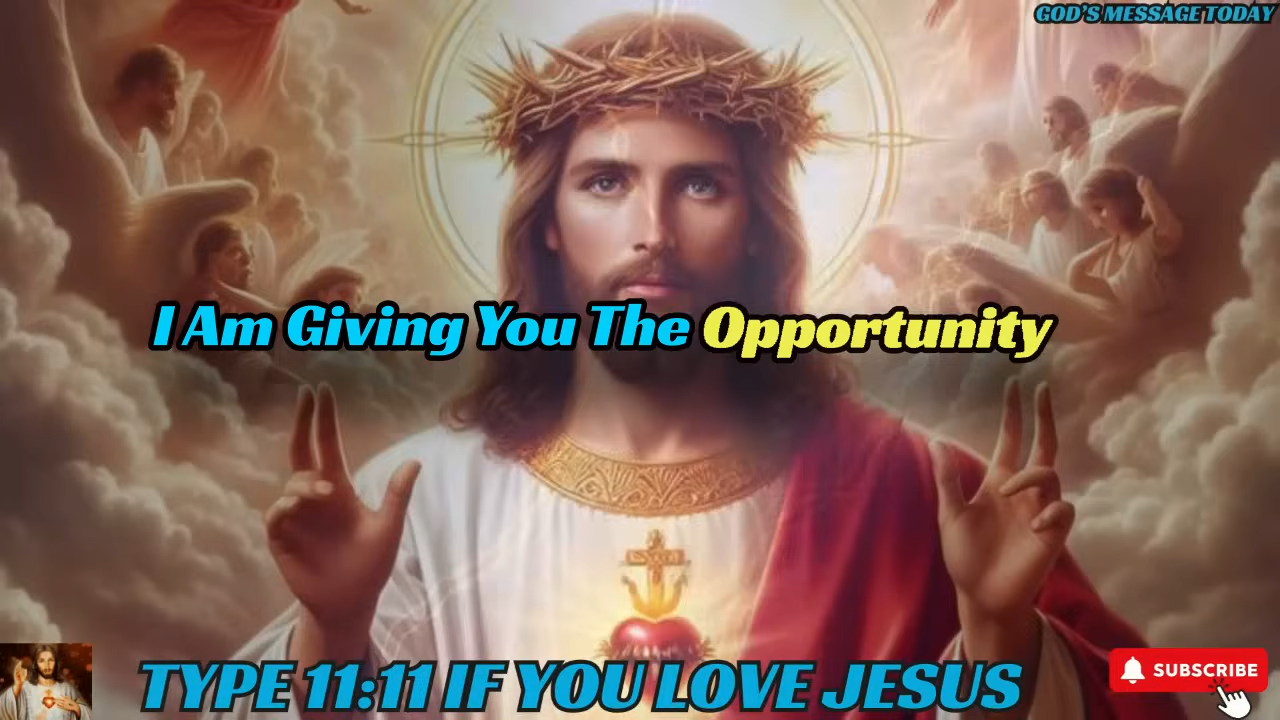 GOD'S MESSAGE TODAY
I Am Giving You The Opportunity
TYPE 11:11 IF YOU LOVE JESUS
SUBSCRIBE